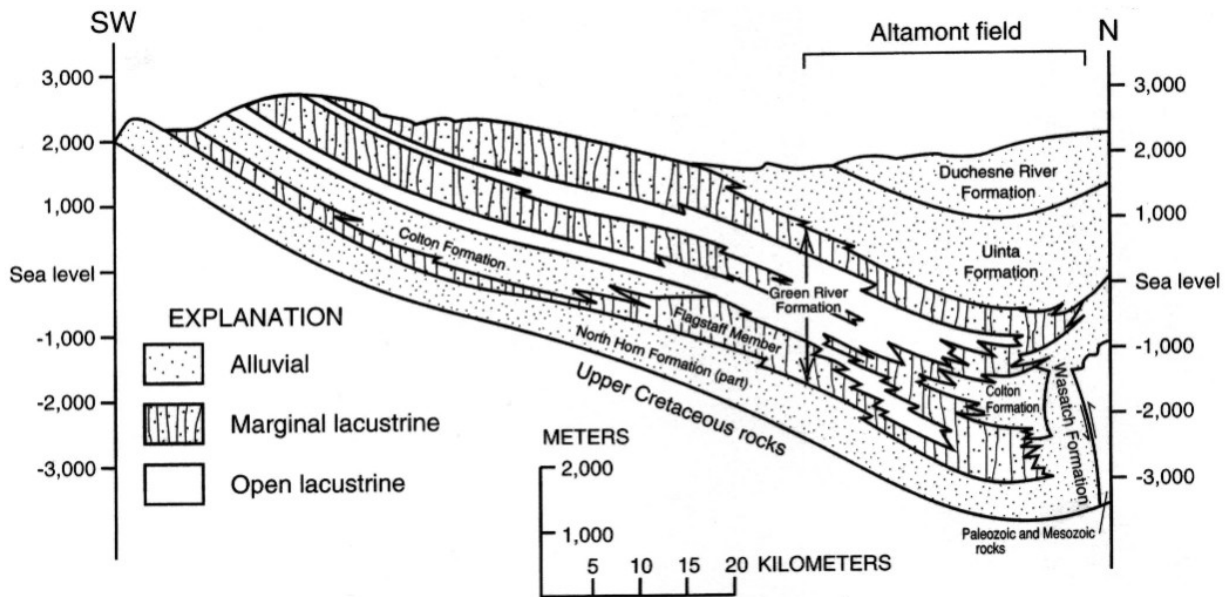 SW
N
Altamont field
3,000
2,000
1,000
Sea level
-1,000
-2,000
-3,000
3,000
2,000
1,000
Sea level
-1,000
-2,000
-3,000
Duchesne River
Formation
Uinta
Formation
Colton Formation
Green River
Formation
Flagstaff Member
North Horn Formation (part)
Upper Cretaceous rocks
Colton
Formation
Wasatch Formation
Paleozoic and Mesozoic
rocks
EXPLANATION
Alluvial
Marginal lacustrine
Open lacustrine
METERS
2,000
1,000
5 10 15 20 KILOMETERS